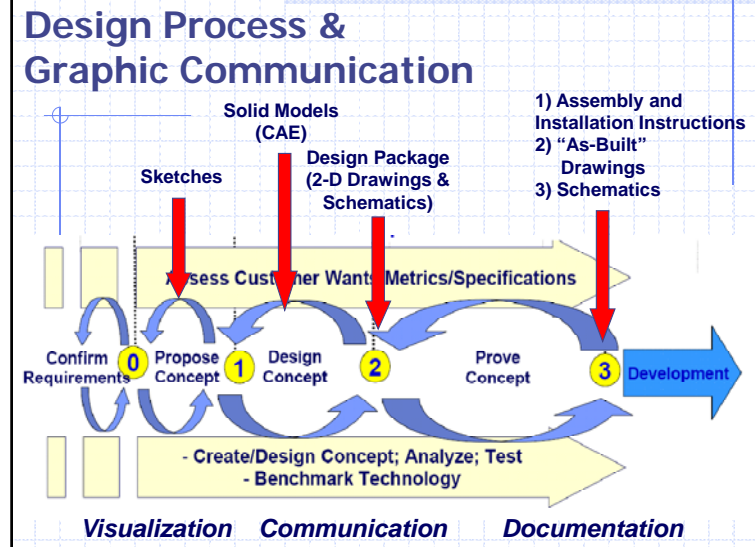 Design Process &
Graphic Communication
Solid Models
(CAE)
Sketches
Design Package
(2-D Drawings &
Schematics)
1) Assembly and
Installation Instructions
2) “As-Built”
Drawings
3) Schematics
Customer Wants Metrics/Specifications
Confirm
Requirements
0
Propose
Concept
1
Design
Concept
2
Prove
Concept
3
Development
- Create/Design Concept; Analyze; Test
- Benchmark Technology
Visualization Communication Documentation